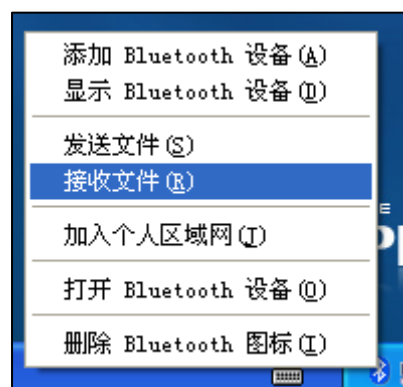 添加 Bluetooth 设备(A)
显示 Bluetooth 设备(D)
发送文件(S)
接收文件(R)
加入个人区域网(J)
打开 Bluetooth 设备(O)
删除 Bluetooth 图标(I)